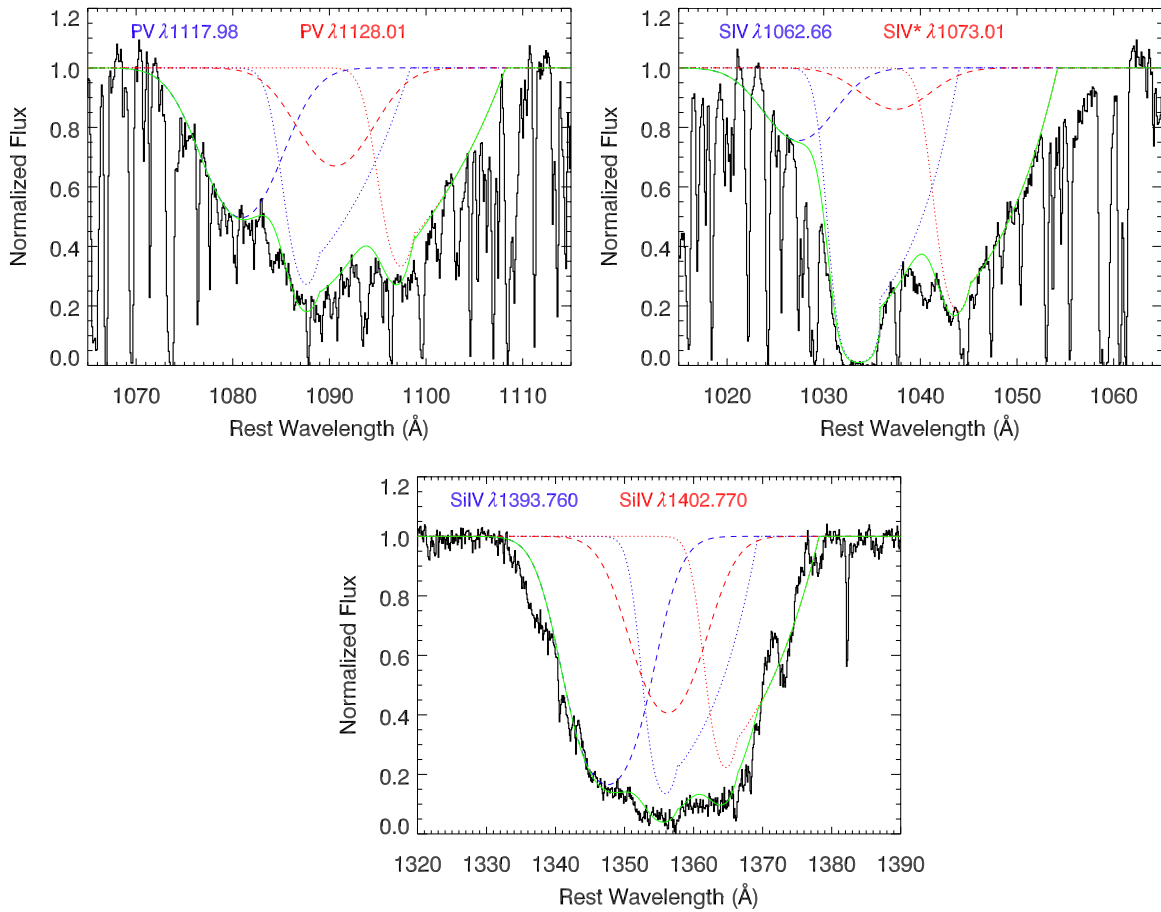 PV λ1117.98 PV λ1128.01
1.2
1.0
0.8
0.6
0.4
0.2
0.0
Normalized Flux
1070 1080 1090 1100 1110
Rest Wavelength (Å)
SIV λ1062.66 SIV* λ1073.01
1.2
1.0
0.8
0.6
0.4
0.2
0.0
Normalized Flux
1020 1030 1040 1050 1060
Rest Wavelength (Å)
SiIV λ1393.760 SiIV λ1402.770
1.2
1.0
0.8
0.6
0.4
0.2
0.0
Normalized Flux
1320 1330 1340 1350 1360 1370 1380 1390
Rest Wavelength (Å)